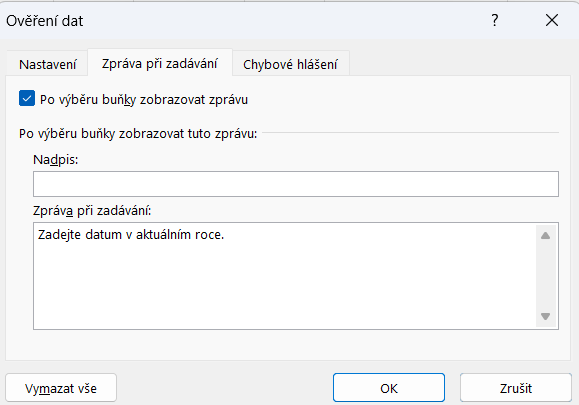 Ověření dat
?
Nastavení Zpráva při zadávání Chybové hlášení
Po výběru buňky zobrazovat zprávu
Po výběru buňky zobrazovat tuto zprávu:
Nadpis:
Zpráva při zadávání:
Zadejte datum v aktuálním roce.
Vymazat vše OK Zrušit